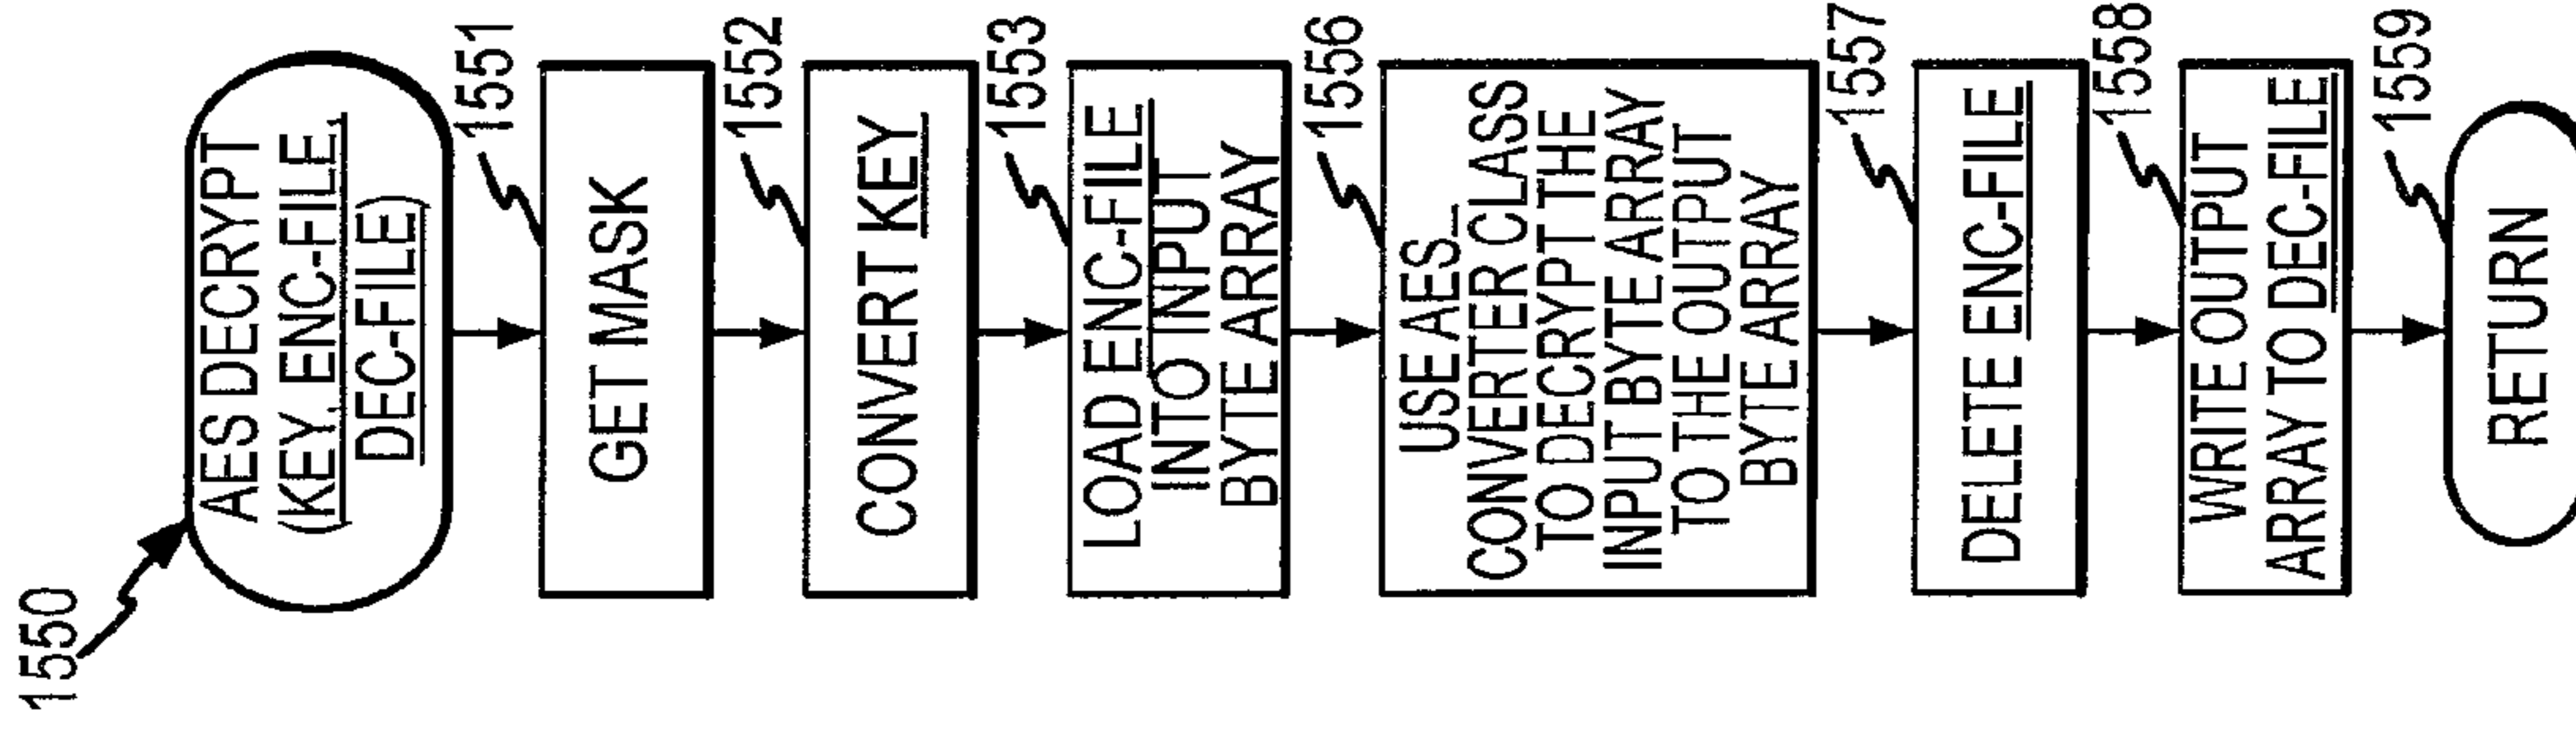 1550
AES DECRYPT
(KEY, ENC-FILE,
DEC-FILE)
1551
GET MASK
1552
CONVERT KEY
1553
LOAD ENC-FILE
INTO INPUT
BYTE ARRAY
1556
USE AES_
CONVERTER CLASS
TO DECRYPT THE
INPUT BYTE ARRAY
TO THE OUTPUT
BYTE ARRAY
1557
DELETE ENC-FILE
1558
WRITE OUTPUT
ARRAY TO DEC-FILE
1559
RETURN